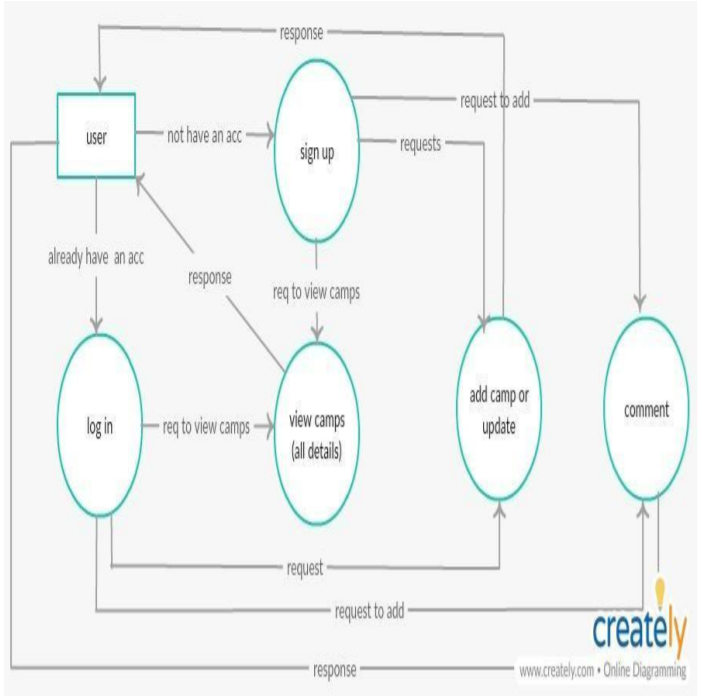 response
request to add
user
not have an acc
sign up
requests
already have an acc
response
req to view camps
log in
req to view camps
view camps
(all details)
add camp or
update
comment
request
request to add
creately
www.creately.com • Online Diagramming
response